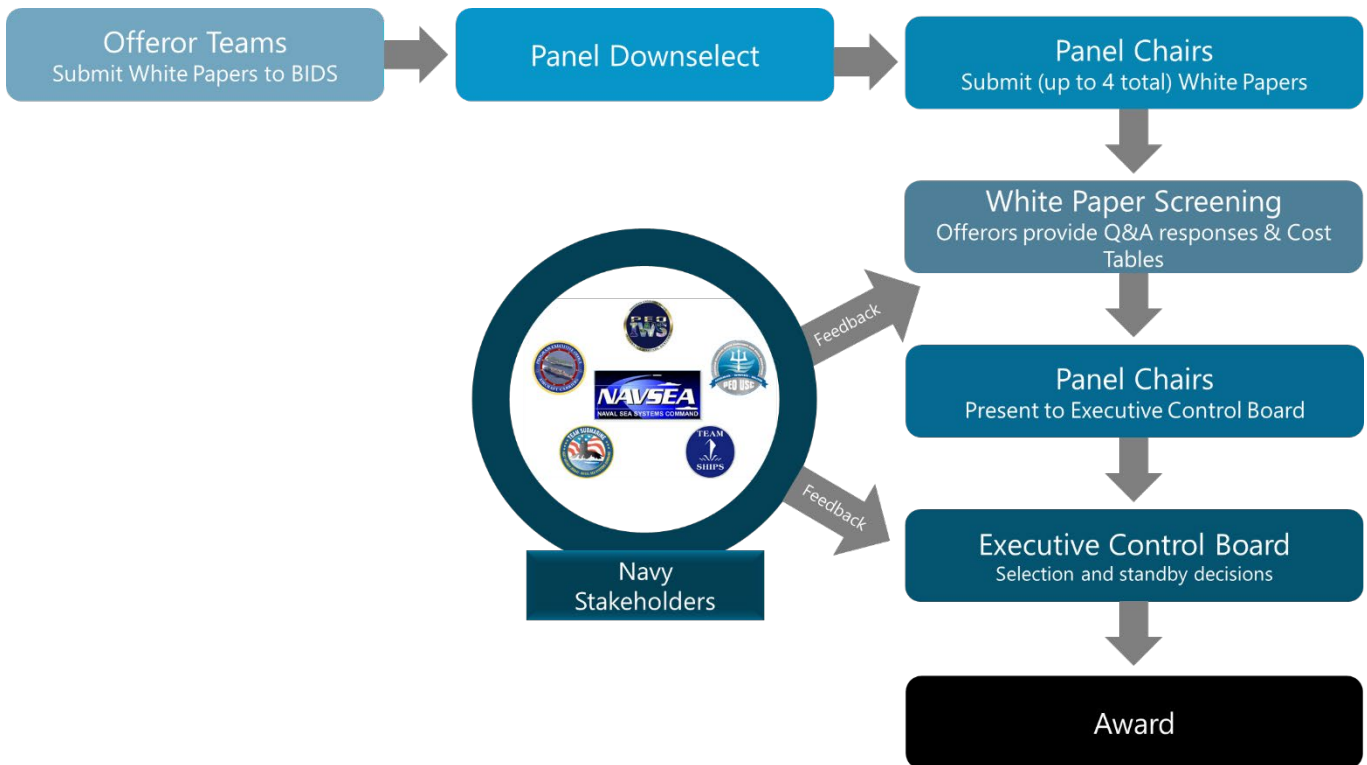 Offeror Teams
Submit White Papers to BIDS
Panel Downselect
Panel Chairs
Submit (up to 4 total) White Papers
White Paper Screening
Offerors provide Q&A responses & Cost
Tables
Feedback
PEO
IWS
PEO USC
NAVSEA
NAVAL SEA SYSTEMS COMMAND
TEAM SUBMARINE
TEAM
SHIPS
Panel Chairs
Present to Executive Control Board
Feedback
Executive Control Board
Selection and standby decisions
Navy
Stakeholders
Award